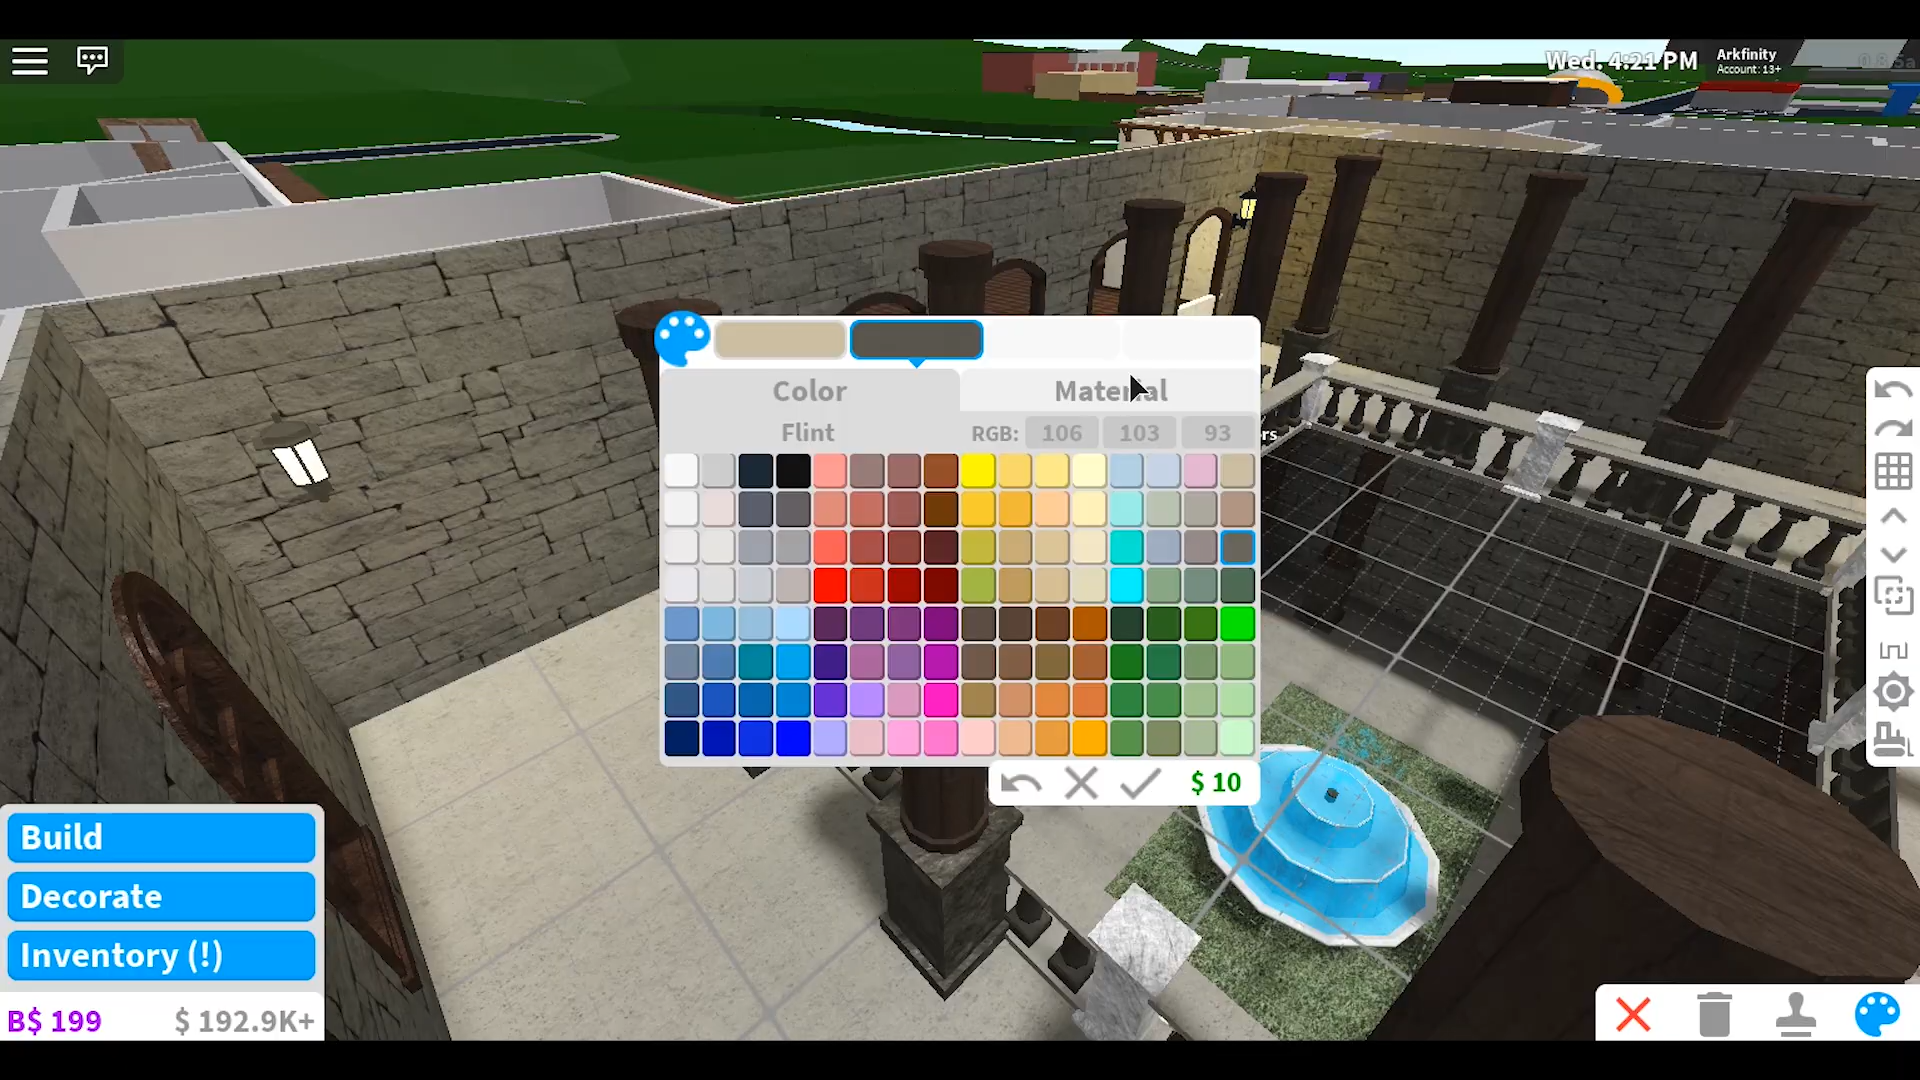 Wed. 4:21 PM
Arkfinity
Account: 13+
Color
Material
Flint
RGB: 106 103 93
rs
$ 10
Build
Decorate
Inventory (!)
B$ 199
$ 192.9K+